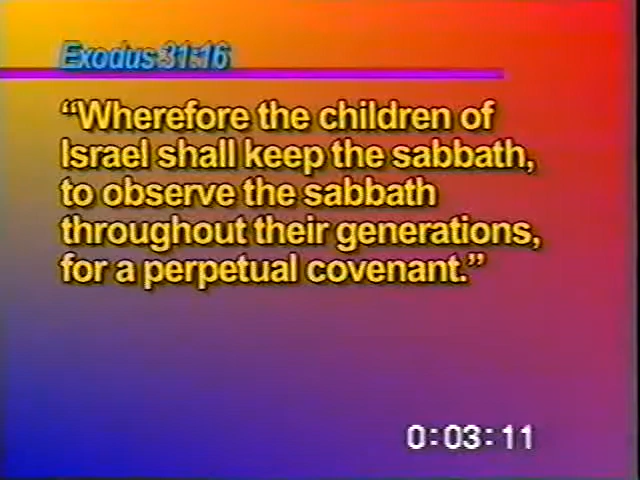 Exodus 31:16
“Wherefore the children of
Israel shall keep the sabbath,
to observe the sabbath
throughout their generations,
for a perpetual covenant.”
0:03:11